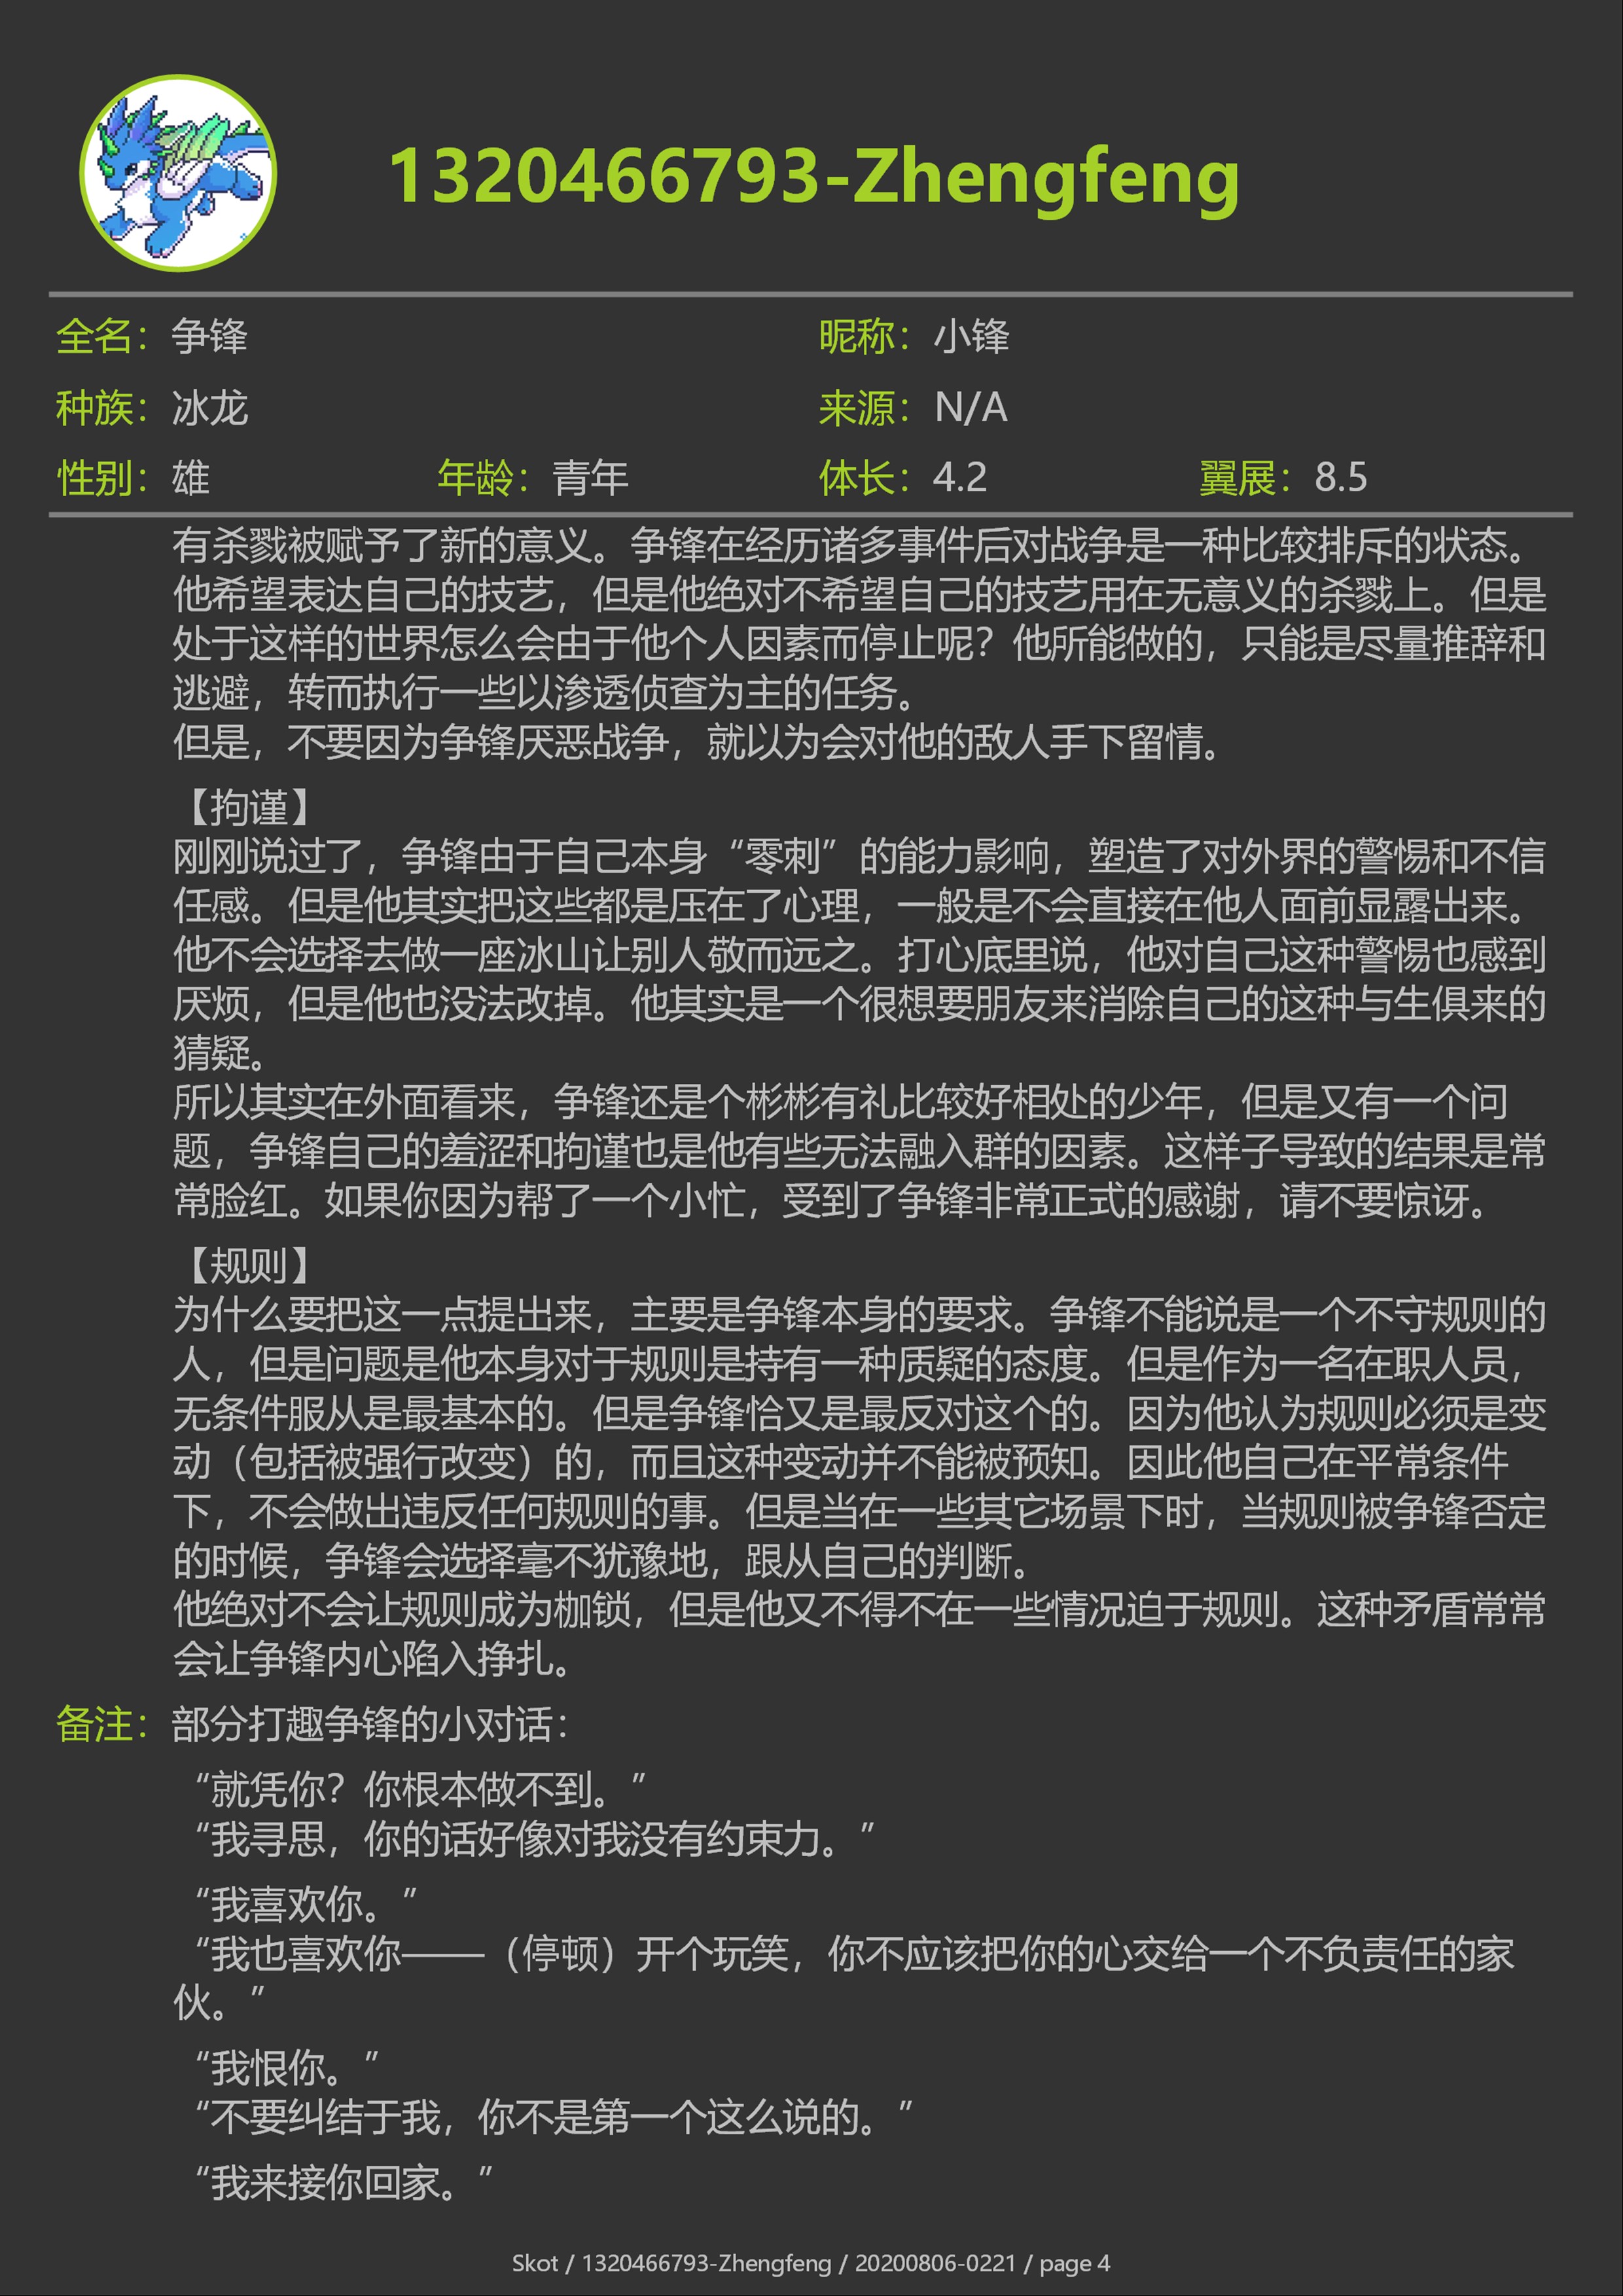 1320466793-Zhengfeng
全名：争锋 昵称：小锋
种族：冰龙 来源：N/A
性别：雄 年龄：青年 体长：4.2 翼展：8.5
有杀戮被赋予了新的意义。争锋在经历诸多事件后对战争是一种比较排斥的状态。
他希望表达自己的技艺，但是他绝对不希望自己的技艺用在无意义的杀戮上。但是
处于这样的世界怎么会由于他个人因素而停止呢？他所能做的，只能是尽量推辞和
逃避，转而执行一些以渗透侦查为主的任务。
但是，不要因为争锋厌恶战争，就以为会对他的敌人手下留情。
【拘谨】
刚刚说过了，争锋由于自己本身“零刺”的能力影响，塑造了对外界的警惕和不信
任感。但是他其实把这些都是压在了心理，一般是不会直接在他人面前显露出来。
他不会选择去做一座冰山让别人敬而远之。打心底里说，他对自己这种警惕也感到
厌烦，但是他也没法改掉。他其实是一个很想要朋友来消除自己的这种与生俱来的
猜疑。
所以其实在外面看来，争锋还是个彬彬有礼比较好相处的少年，但是又有一个问
题，争锋自己的羞涩和拘谨也是他有些无法融入群的因素。这样子导致的结果是常
常脸红。如果你因为帮了一个小忙，受到了争锋非常正式的感谢，请不要惊讶。
【规则】
为什么要把这一点提出来，主要是争锋本身的要求。争锋不能说是一个不守规则的
人，但是问题是他本身对于规则是持有一种质疑的态度。但是作为一名在职人员，
无条件服从是最基本的。但是争锋恰又是最反对这个的。因为他认为规则必须是变
动（包括被强行改变）的，而且这种变动并不能被预知。因此他自己在平常条件
下，不会做出违反任何规则的事。但是当在一些其它场景下时，当规则被争锋否定
的时候，争锋会选择毫不犹豫地，跟从自己的判断。
他绝对不会让规则成为枷锁，但是他又不得不在一些情况迫于规则。这种矛盾常常
会让争锋内心陷入挣扎。
备注：部分打趣争锋的小对话：
“就凭你？你根本做不到。”
“我寻思，你的话好像对我没有约束力。”
“我喜欢你。”
“我也喜欢你——（停顿）开个玩笑，你不应该把你的心交给一个不负责任的家
伙。”
“我恨你。”
“不要纠结于我，你不是第一个这么说的。”
“我来接你回家。”
Skot / 1320466793-Zhengfeng / 20200806-0221 / page 4